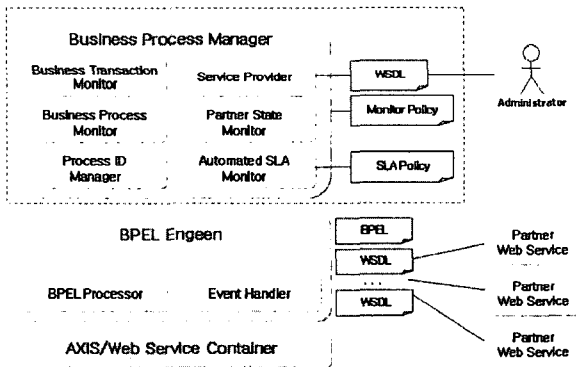 Business Process Manager
Business Transaction
Monitor
Service Provider
WSDL
Administrator
Business Process
Monitor
Partner State
Monitor
Monitor Policy
Process ID
Manager
Automated SLA
Monitor
SLA Policy
BPEL Engeen
BPEL
WSDL
...
WSDL
Partner
Web Service
BPEL Processor
Event Handler
Partner
Web Service
Partner
Web Service
AXIS/Web Service Container